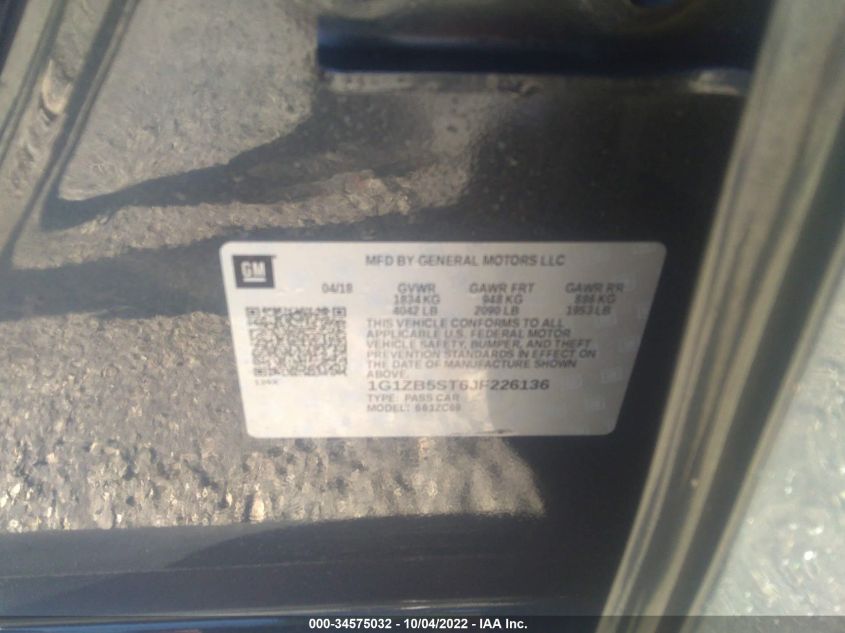 GM
MFD BY GENERAL MOTORS LLC
04/18 GVWR GAWR FRT GAWR RR
1834 KG 948 KG 886 KG
4042 LB 2090 LB 1953 LB
THIS VEHICLE CONFORMS TO ALL
APPLICABLE U.S. FEDERAL MOTOR
VEHICLE SAFETY, BUMPER, AND THEFT
PREVENTION STANDARDS IN EFFECT ON
THE DATE OF MANUFACTURE SHOWN
ABOVE.
1G1ZB5ST6JF226136
TYPE: PASS CAR
MODEL:
000-34575032 - 10/04/2022 - IAA Inc.